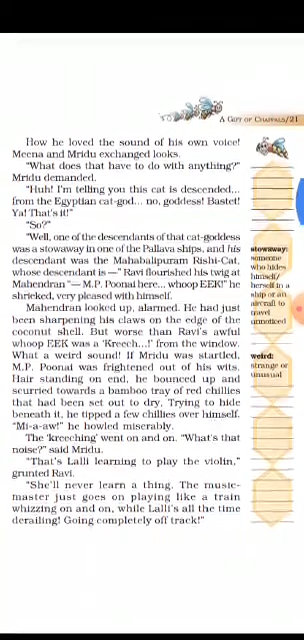 A GIFT OF CHAPPALS/21
How he loved the sound of his own voice!
Meena and Mridu exchanged looks.
"What does that have to do with anything?"
Mridu demanded.
"Huh! I'm telling you this cat is descended...
from the Egyptian cat-god... no, goddess! Bastet!
Ya! That's it!"
"So?"
"Well, one of the descendants of that cat-goddess
was a stowaway in one of the Pallava ships, and his
descendant was the Mahabalipuram Rishi-Cat,
whose descendant is —" Ravi flourished his twig at
Mahendran "— M.P. Poonai here... whoop EEK!" he
shrieked, very pleased with himself.
Mahendran looked up, alarmed. He had just
been sharpening his claws on the edge of the
coconut shell. But worse than Ravi's awful
whoop EEK was a 'Kreech...!' from the window.
What a weird sound! If Mridu was startled,
M.P. Poonai was frightened out of his wits.
Hair standing on end, he bounced up and
scurried towards a bamboo tray of red chillies
that had been set out to dry. Trying to hide
beneath it, he tipped a few chillies over himself.
"Mi-a-aw!" he howled miserably.
The 'kreeching' went on and on. "What's that
noise?" said Mridu.
"That's Lalli learning to play the violin,"
grunted Ravi.
"She'll never learn a thing. The music-
master just goes on playing like a train
whizzing on and on, while Lalli's all the time
derailing! Going completely off track!"
stowaway:
someone
who hides
himself/
herself in a
ship or an
aircraft to
travel
unnoticed
weird:
strange or
unusual